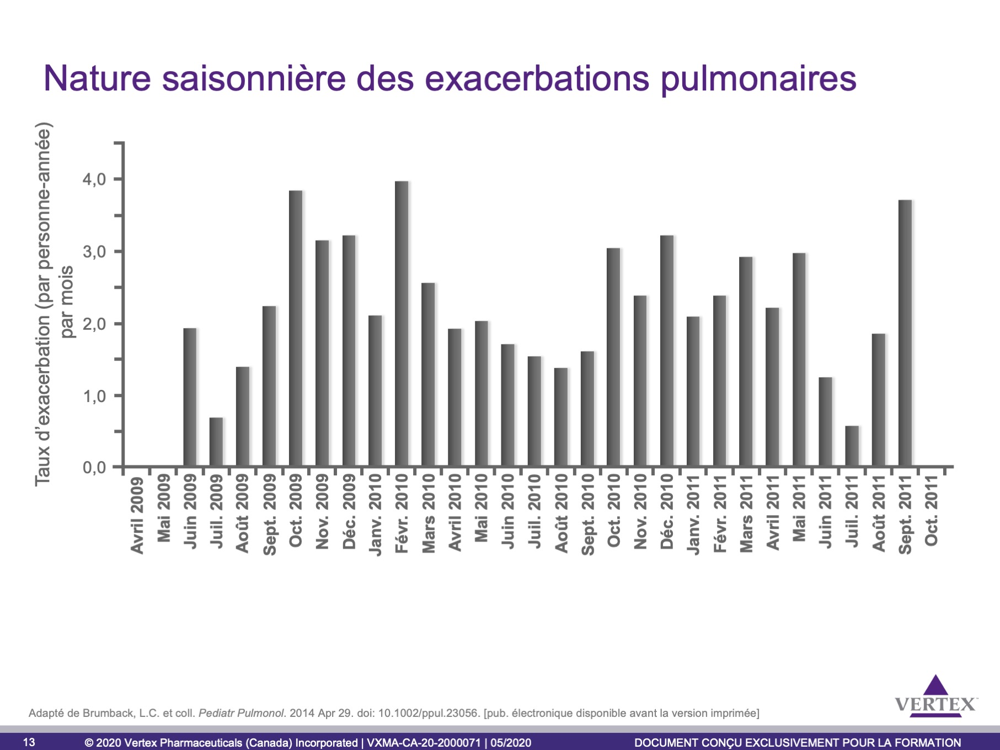 Nature saisonnière des exacerbations pulmonaires
Taux d’exacerbation (par personne-année)
par mois
4,0
3,0
2,0
1,0
0,0
Avril 2009
Mai 2009
Juin 2009
Juil. 2009
Août 2009
Sept. 2009
Oct. 2009
Nov. 2009
Déc. 2009
Janv. 2010
Févr. 2010
Mars 2010
Avril 2010
Mai 2010
Juin 2010
Juil. 2010
Août 2010
Sept. 2010
Oct. 2010
Nov. 2010
Déc. 2010
Janv. 2011
Févr. 2011
Mars 2011
Avril 2011
Mai 2011
Juin 2011
Juil. 2011
Août 2011
Sept. 2011
Oct. 2011
VERTEX™
Adapté de Brumback, L.C. et coll. Pediatr Pulmonol. 2014 Apr 29. doi: 10.1002/ppul.23056. [pub. électronique disponible avant la version imprimée]
13 © 2020 Vertex Pharmaceuticals (Canada) Incorporated | VXMA-CA-20-2000071 | 05/2020 DOCUMENT CONÇU EXCLUSIVEMENT POUR LA FORMATION